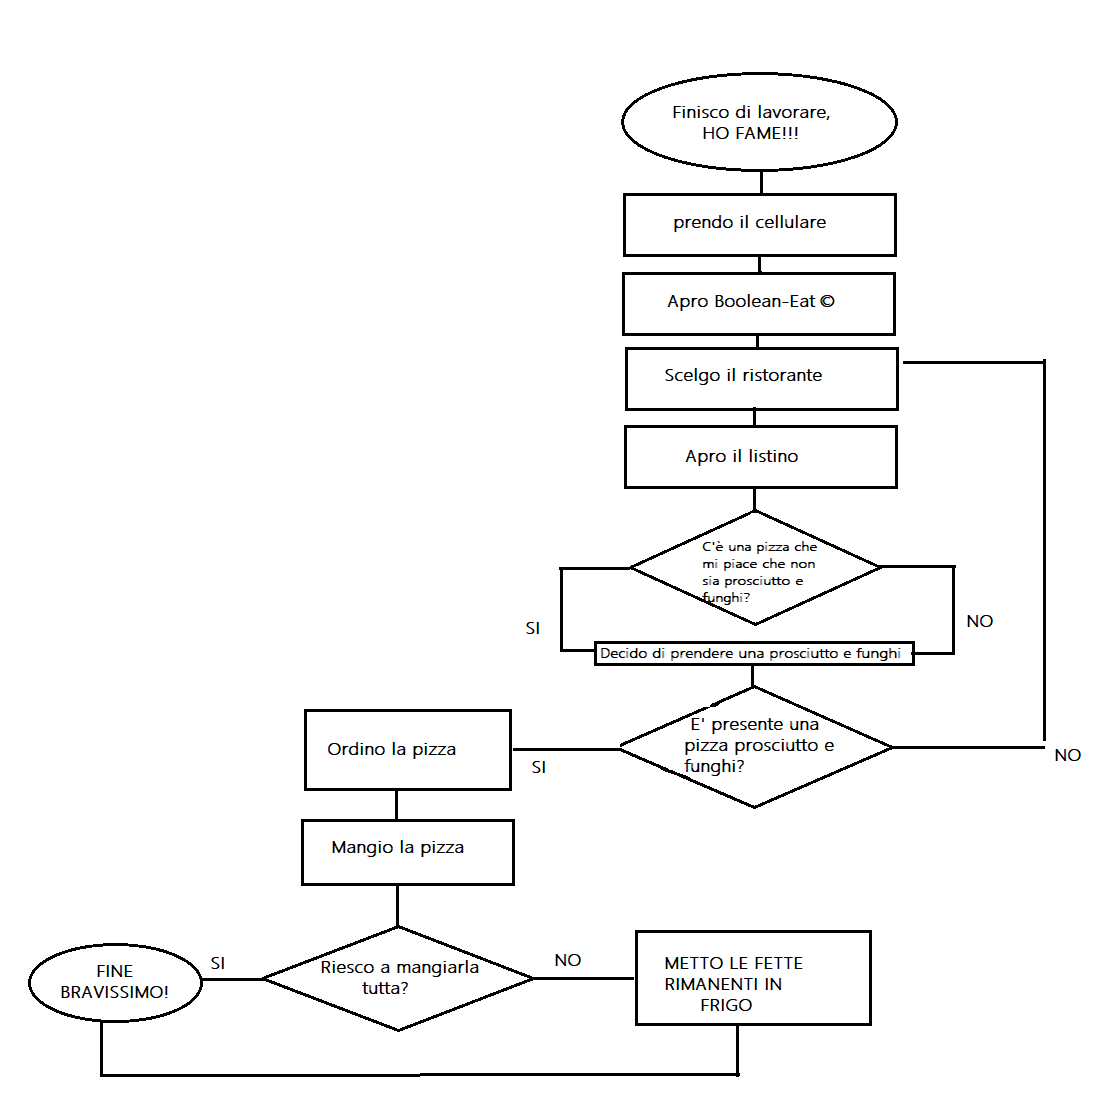 Finisco di lavorare,
HO FAME!!!
prendo il cellulare
Apro Boolean-Eat ©
Scelgo il ristorante
Apro il listino
C'è una pizza che
mi piace che non
sia prosciutto e
funghi?
SI
NO
Decido di prendere una prosciutto e funghi
E' presente una
pizza prosciutto e
funghi?
SI
NO
Ordino la pizza
Mangio la pizza
Riesco a mangiarla
tutta?
SI
NO
FINE
BRAVISSIMO!
METTO LE FETTE
RIMANENTI IN
FRIGO